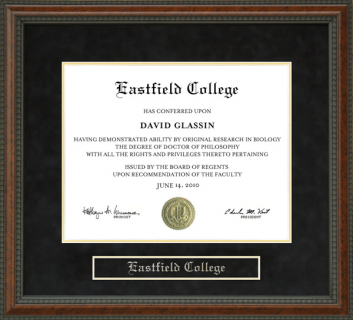 Eastfield College
HAS CONFERRED UPON
DAVID GLASSIN
HAVING DEMONSTRATED ABILITY BY ORIGINAL RESEARCH IN BIOLOGY
THE DEGREE OF DOCTOR OF PHILOSOPHY
WITH ALL THE RIGHTS AND PRIVILEGES THERETO PERTAINING
ISSUED BY THE BOARD OF REGENTS
UPON RECOMMENDATION OF THE FACULTY
JUNE 14, 2010
PROVOST
PRESIDENT
Eastfield College